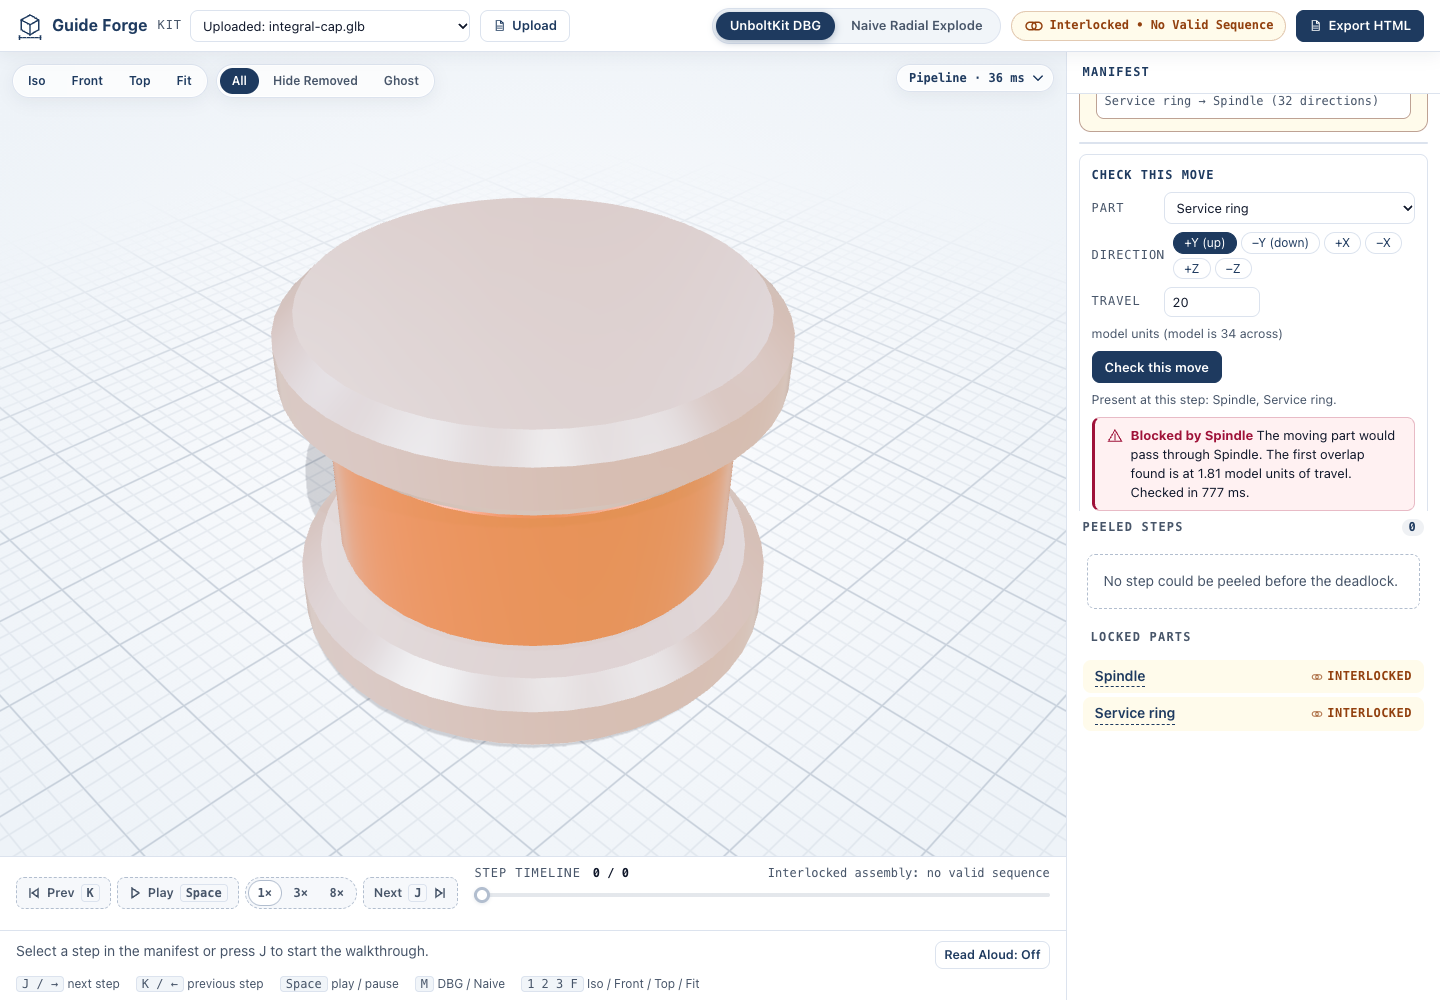 Guide Forge KIT
Uploaded: integral-cap.glb
Upload
UnboltKit DBG
Naive Radial Explode
Interlocked • No Valid Sequence
Export HTML
Iso Front Top Fit
All Hide Removed Ghost
Pipeline · 36 ms
MANIFEST
Service ring → Spindle (32 directions)
CHECK THIS MOVE
PART Service ring
DIRECTION +Y (up) −Y (down) +X −X
+Z −Z
TRAVEL 20
model units (model is 34 across)
Check this move
Present at this step: Spindle, Service ring.
Blocked by Spindle The moving part would
pass through Spindle. The first overlap
found is at 1.81 model units of travel.
Checked in 777 ms.
PEELED STEPS 0
No step could be peeled before the deadlock.
LOCKED PARTS
Spindle INTERLOCKED
Service ring INTERLOCKED
Prev K Play Space 1× 3× 8× Next J
STEP TIMELINE 0 / 0
Interlocked assembly: no valid sequence
Select a step in the manifest or press J to start the walkthrough.
Read Aloud: Off
J / → next step K / ← previous step Space play / pause M DBG / Naive 1 2 3 F Iso / Front / Top / Fit